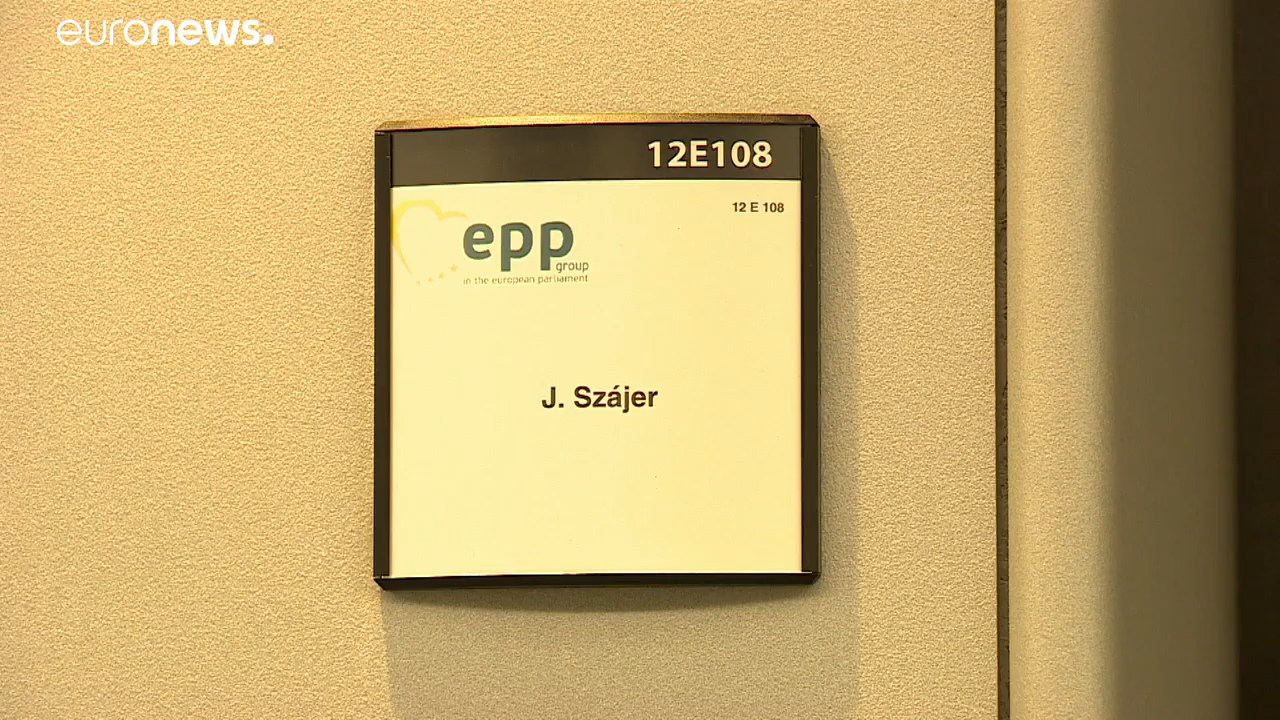 euronews.
12E108
12 E 108
epp
group
in the european parliament
J. Szájer